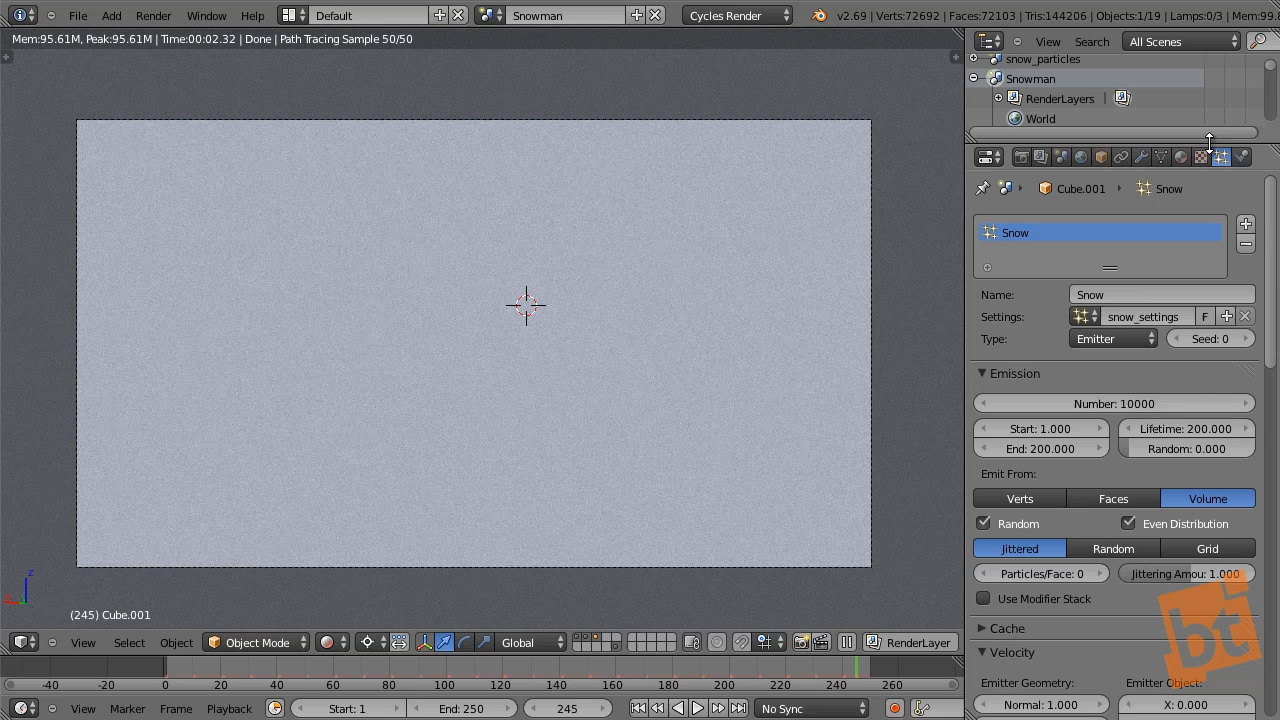 File Add Render Window Help Default Snowman Cycles Render v2.69 | Verts:72692 | Faces:72103 | Tris:144206 | Objects:1/19 | Lamps:0/3 |
Mem:95.61M, Peak:95.61M | Time:00:02.32 | Done | Path Tracing Sample 50/50
View Search All Scenes
snow_particles
Snowman
RenderLayers |
World
Cube.001 Snow
Snow
Name: Snow
Settings: snow_settings F
Type: Emitter Seed: 0
Emission
Number: 10000
Start: 1.000 Lifetime: 200.000
End: 200.000 Random: 0.000
Emit From:
Verts Faces Volume
Random Even Distribution
Jittered Random Grid
Particles/Face: 0 Jittering Amou: 1.000
Use Modifier Stack
Cache
Velocity
Emitter Geometry: Emitter Object:
Normal: 1.000 X: 0.000
bt
z
(245) Cube.001
View Select Object Object Mode Global RenderLayer
-40 -20 0 20 40 60 80 100 120 140 160 180 200 220 240 260
View Marker Frame Playback Start: 1 End: 250 245 No Sync